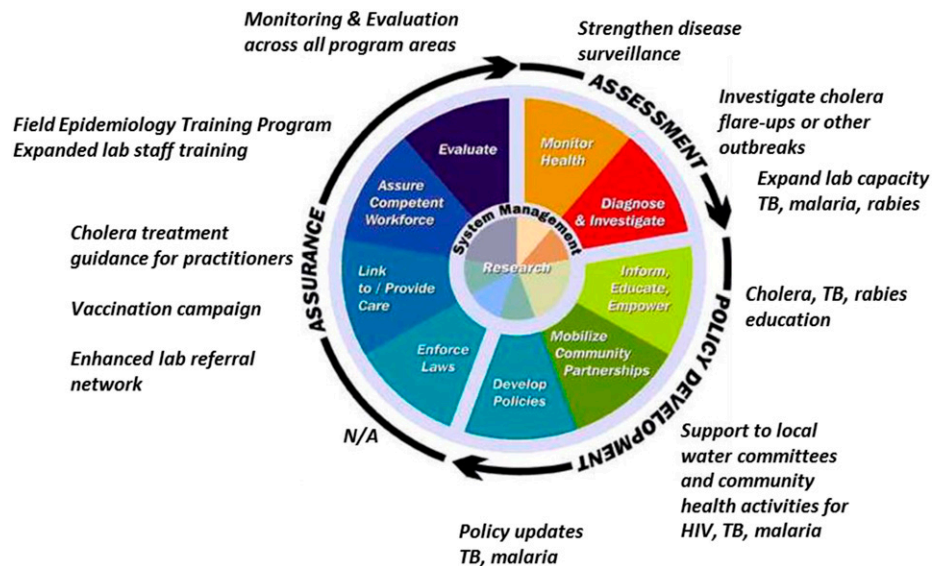 Monitoring & Evaluation
across all program areas
Strengthen disease
surveillance
Investigate cholera
flare-ups or other
outbreaks
Expand lab capacity
TB, malaria, rabies
Cholera, TB, rabies
education
Support to local
water committees
and community
health activities for
HIV, TB, malaria
Policy updates
TB, malaria
N/A
Enhanced lab referral
network
Vaccination campaign
Cholera treatment
guidance for practitioners
Field Epidemiology Training Program
Expanded lab staff training
ASSESSMENT
POLICY DEVELOPMENT
ASSURANCE
Monitor
Health
Diagnose
& Investigate
Inform,
Educate,
Empower
Mobilize
Community
Partnerships
Develop
Policies
Enforce
Laws
Link
to / Provide
Care
Assure
Competent
Workforce
Evaluate
System Management
Research